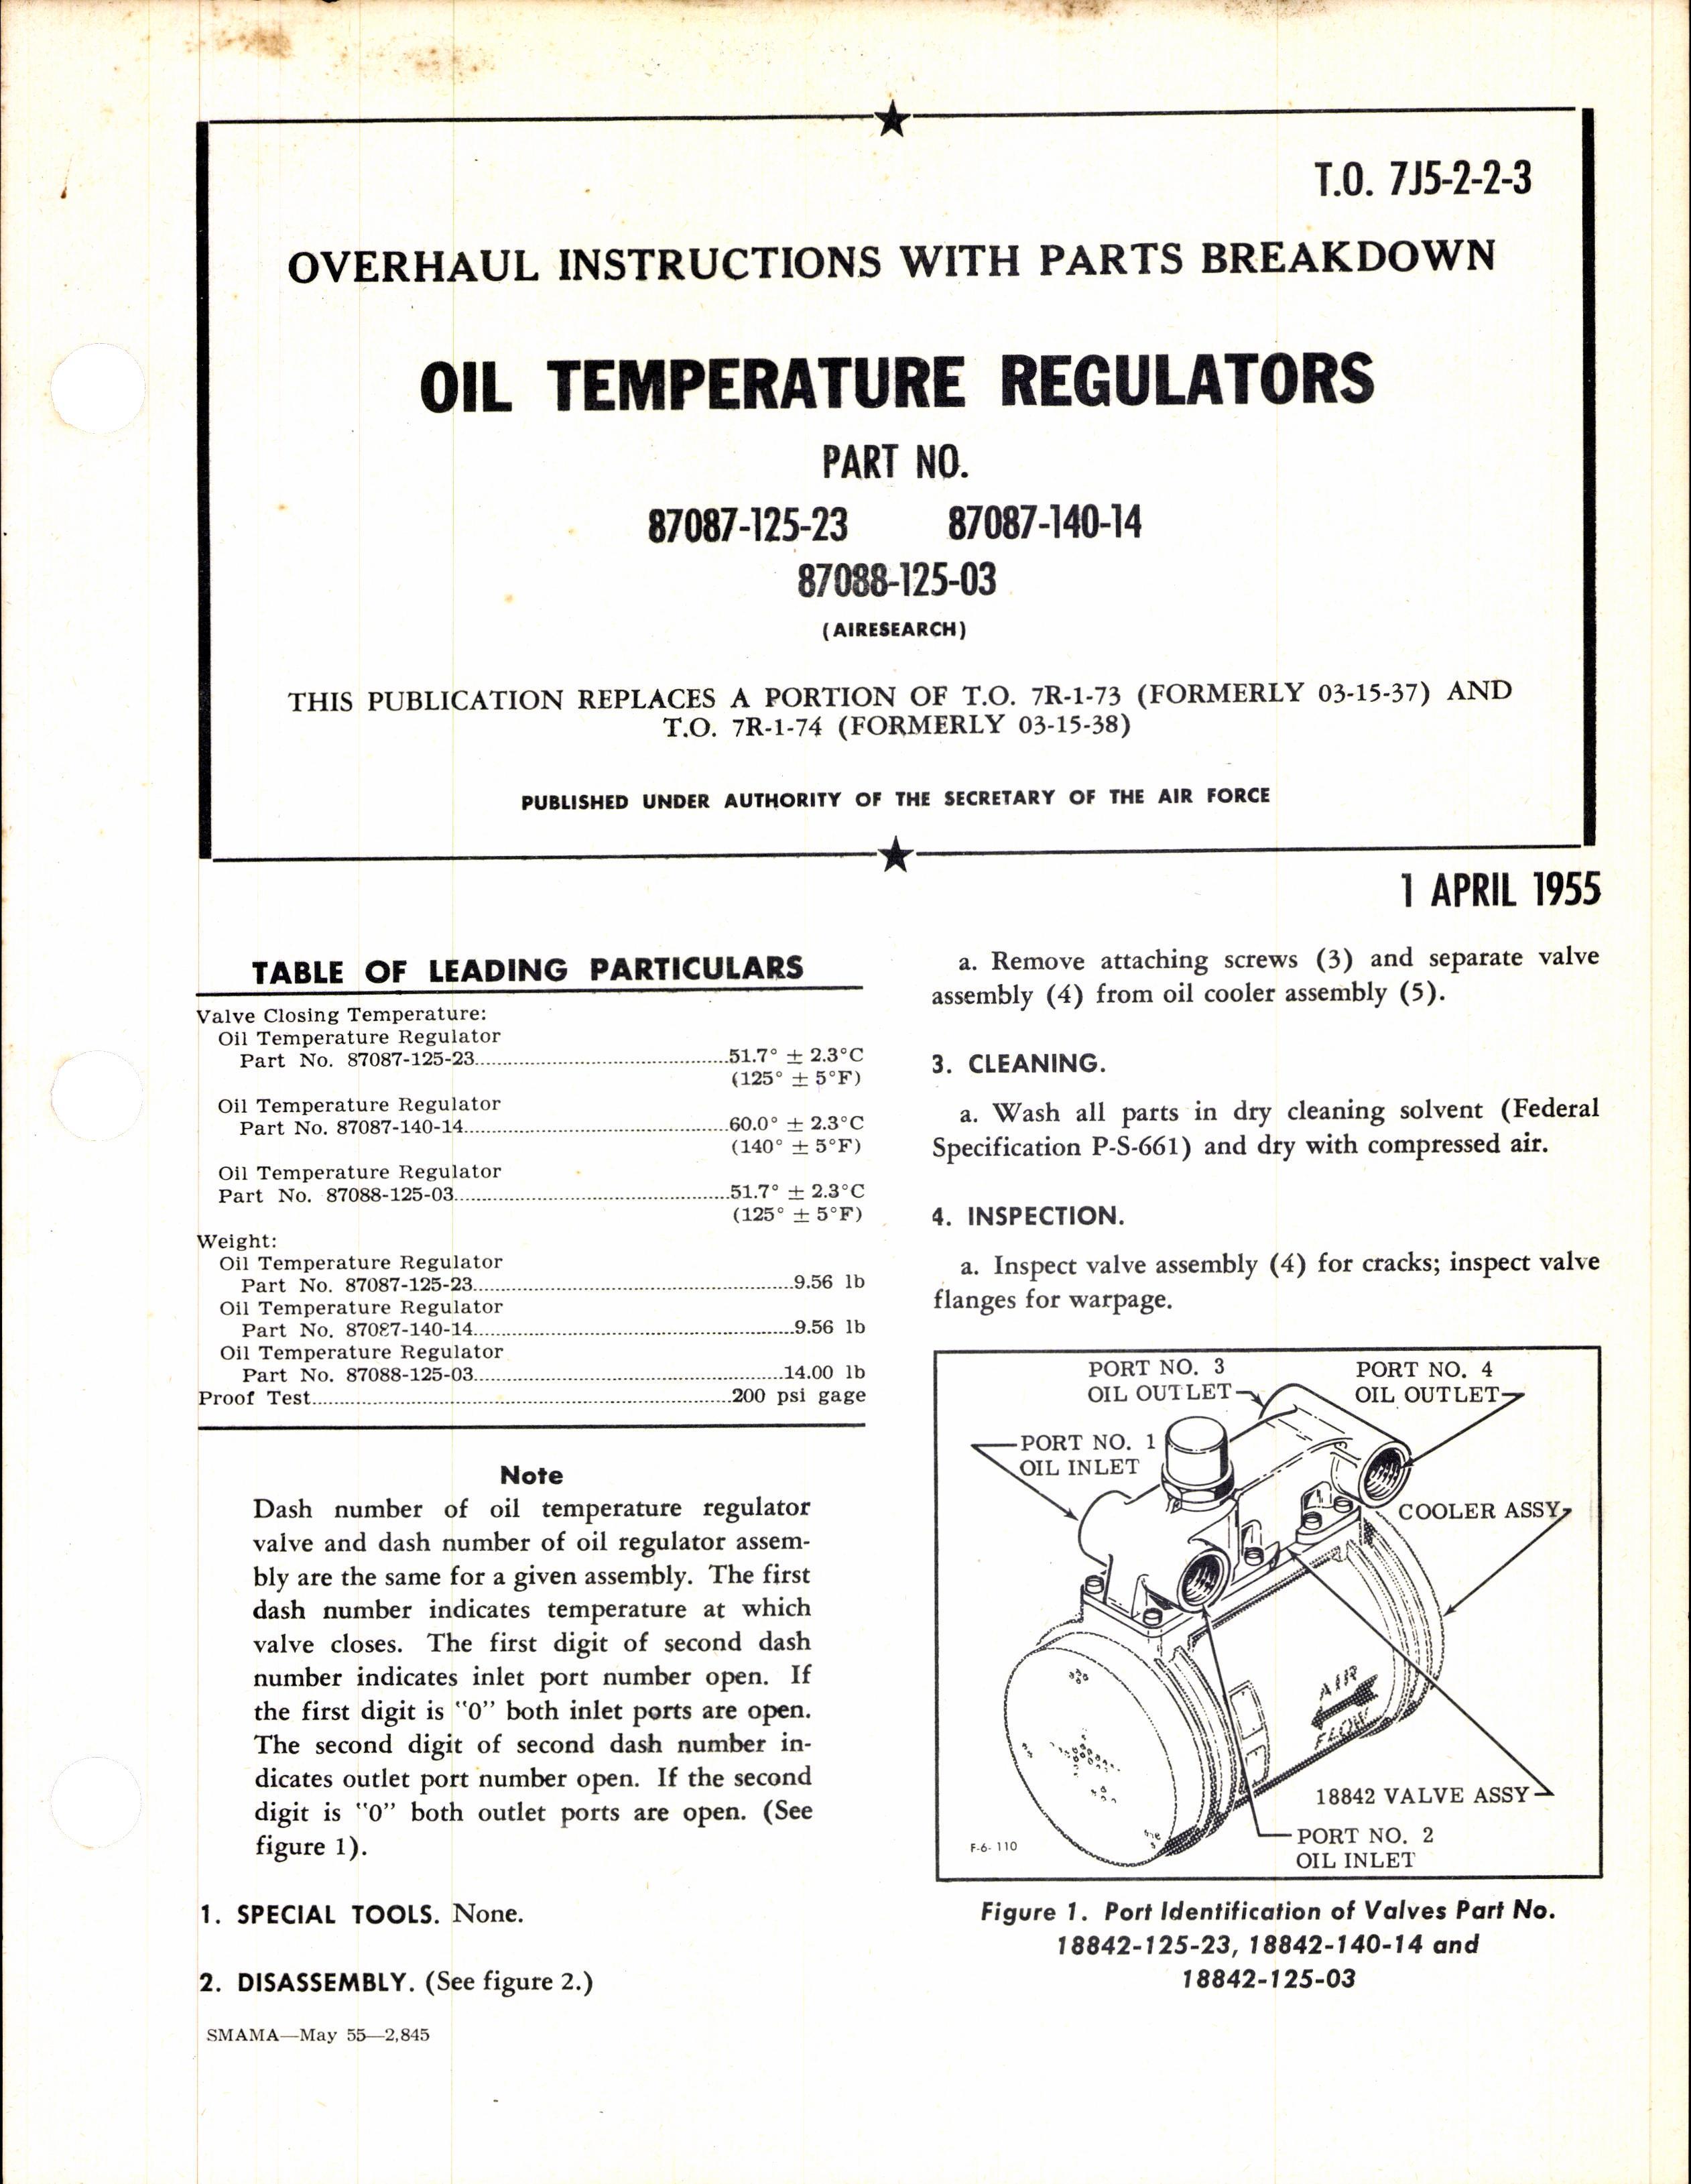 T.O. 7J5-2-2-3
OVERHAUL INSTRUCTIONS WITH PARTS BREAKDOWN
OIL TEMPERATURE REGULATORS
PART NO.
87087-125-23 87087-140-14
87088-125-03
(AIRESEARCH)
THIS PUBLICATION REPLACES A PORTION OF T.O. 7R-1-73 (FORMERLY 03-15-37) AND
T.O. 7R-1-74 (FORMERLY 03-15-38)
PUBLISHED UNDER AUTHORITY OF THE SECRETARY OF THE AIR FORCE
1 APRIL 1955
TABLE OF LEADING PARTICULARS
Valve Closing Temperature:
Oil Temperature Regulator
Part No. 87087-125-23 51.7° ± 2.3°C
(125° ± 5°F)
Oil Temperature Regulator
Part No. 87087-140-14 60.0° ± 2.3°C
(140° ± 5°F)
Oil Temperature Regulator
Part No. 87088-125-03 51.7° ± 2.3°C
(125° ± 5°F)
Weight:
Oil Temperature Regulator
Part No. 87087-125-23 9.56 lb
Oil Temperature Regulator
Part No. 87087-140-14 9.56 lb
Oil Temperature Regulator
Part No. 87088-125-03 14.00 lb
Proof Test 200 psi gage
Note
Dash number of oil temperature regulator
valve and dash number of oil regulator assem-
bly are the same for a given assembly. The first
dash number indicates temperature at which
valve closes. The first digit of second dash
number indicates inlet port number open. If
the first digit is "0" both inlet ports are open.
The second digit of second dash number in-
dicates outlet port number open. If the second
digit is "0" both outlet ports are open. (See
figure 1).
1. SPECIAL TOOLS. None.
2. DISASSEMBLY. (See figure 2.)
SMAMA—May 55—2,845
a. Remove attaching screws (3) and separate valve
assembly (4) from oil cooler assembly (5).
3. CLEANING.
a. Wash all parts in dry cleaning solvent (Federal
Specification P-S-661) and dry with compressed air.
4. INSPECTION.
a. Inspect valve assembly (4) for cracks; inspect valve
flanges for warpage.
PORT NO. 3
OIL OUTLET
PORT NO. 4
OIL OUTLET
PORT NO. 1
OIL INLET
COOLER ASSY
AIR
FLOW
18842 VALVE ASSY
PORT NO. 2
OIL INLET
F-6-110
Figure 1. Port Identification of Valves Part No.
18842-125-23, 18842-140-14 and
18842-125-03